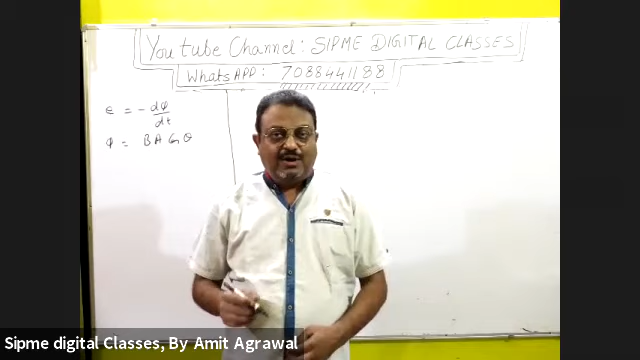 You tube Channel: SIPME DIGITAL CLASSES
WhatsAPP: 7088441188
e = - dφ/dt
φ = BA Cos θ
Sipme digital Classes, By Amit Agrawal